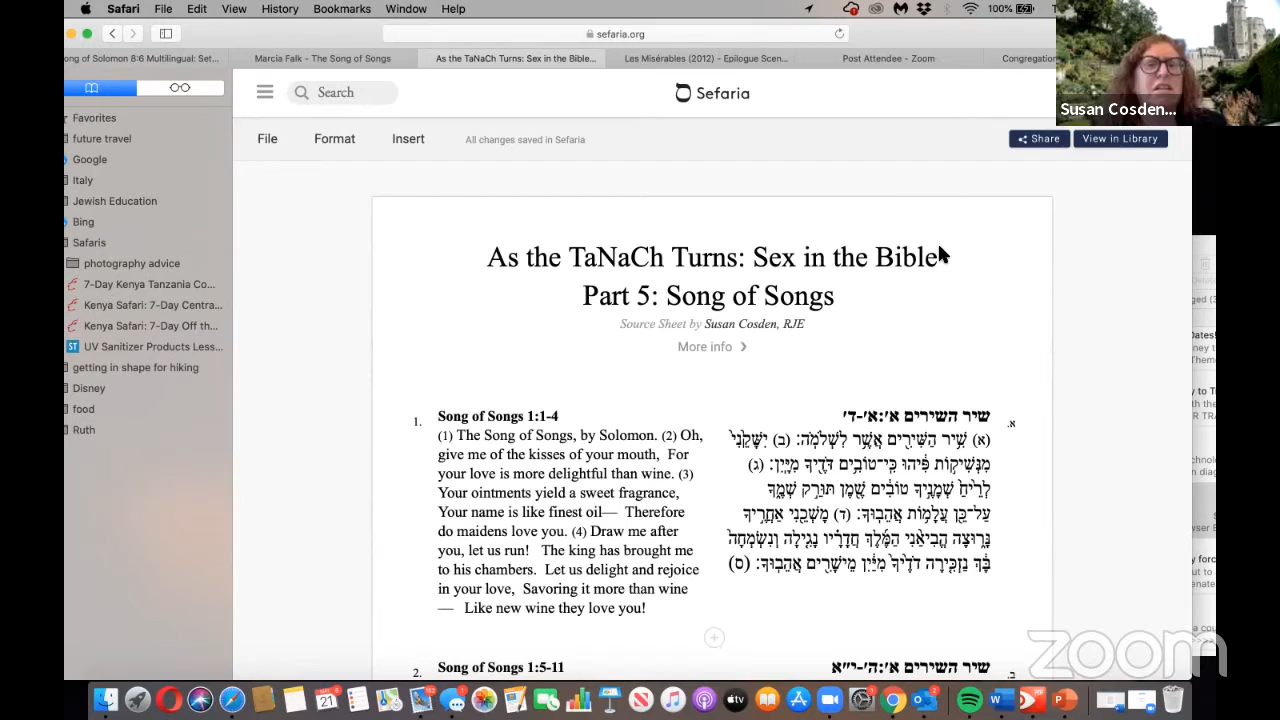 Safari File Edit View History Bookmarks Window Help 100%
sefaria.org
ong of Solomon 8:6 Multilingual: Set...
Marcia Falk - The Song of Songs
As the TaNaCh Turns: Sex in the Bible...
Les Misérables (2012) - Epilogue Scen...
Post Attendee - Zoom
Congregation
Susan Cosden...
Favorites
future travel
Google
Italy
Jewish Education
Bing
Safaris
photography advice
7-Day Kenya Tanzania Co...
Kenya Safari: 7-Day Centra...
Kenya Safari: 7-Day Off th...
ST UV Sanitizer Products Less...
getting in shape for hiking
Disney
food
Ruth
Search
Sefaria
File Format Insert All changes saved in Sefaria
Share View in Library
As the TaNaCh Turns: Sex in the Bible
Part 5: Song of Songs
Source Sheet by Susan Cosden, RJE
More info
1. Song of Songs 1:1-4
(1) The Song of Songs, by Solomon. (2) Oh,
give me of the kisses of your mouth, For
your love is more delightful than wine. (3)
Your ointments yield a sweet fragrance,
Your name is like finest oil— Therefore
do maidens love you. (4) Draw me after
you, let us run! The king has brought me
to his chambers. Let us delight and rejoice
in your love, Savoring it more than wine
— Like new wine they love you!
א.
שיר השירים א׳:א׳-ד׳
(א) שִׁ֥יר הַשִּׁירִ֖ים אֲשֶׁ֥ר לִשְׁלֹמֹֽה׃ (ב) יִשָּׁקֵ֙נִי֙
מִנְּשִׁיק֣וֹת פִּ֔יהוּ כִּֽי־טוֹבִ֥ים דֹּדֶ֖יךָ מִיָּֽיִן׃ (ג)
לְרֵ֙יחַ֙ שְׁמָנֶ֣יךָ טוֹבִ֔ים שֶׁ֖מֶן תּוּרַ֣ק שְׁמֶ֑ךָ
עַל־כֵּ֖ן עֲלָמ֥וֹת אֲהֵבֽוּךָ׃ (ד) מָשְׁכֵ֖נִי אַחֲרֶ֣יךָ
נָּר֑וּצָה הֱבִיאַ֨נִי הַמֶּ֜לֶךְ חֲדָרָ֗יו נָגִ֤ילָה וְנִשְׂמְחָה֙
בָּ֔ךְ נַזְכִּ֤ירָה דֹדֶ֙יךָ֙ מִיַּ֔יִן מֵישָׁרִ֖ים אֲהֵבֽוּךָ׃ (ס)
2. Song of Songs 1:5-11
ב.
שיר השירים א׳:ה׳-י״א
zoom